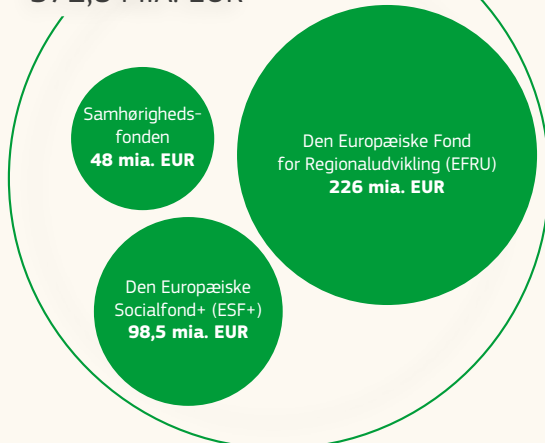 Samhørigheds-
fonden
48 mia. EUR
Den Europæiske Fond
for Regionaludvikling (EFRU)
226 mia. EUR
Den Europæiske
Socialfond+ (ESF+)
98,5 mia. EUR